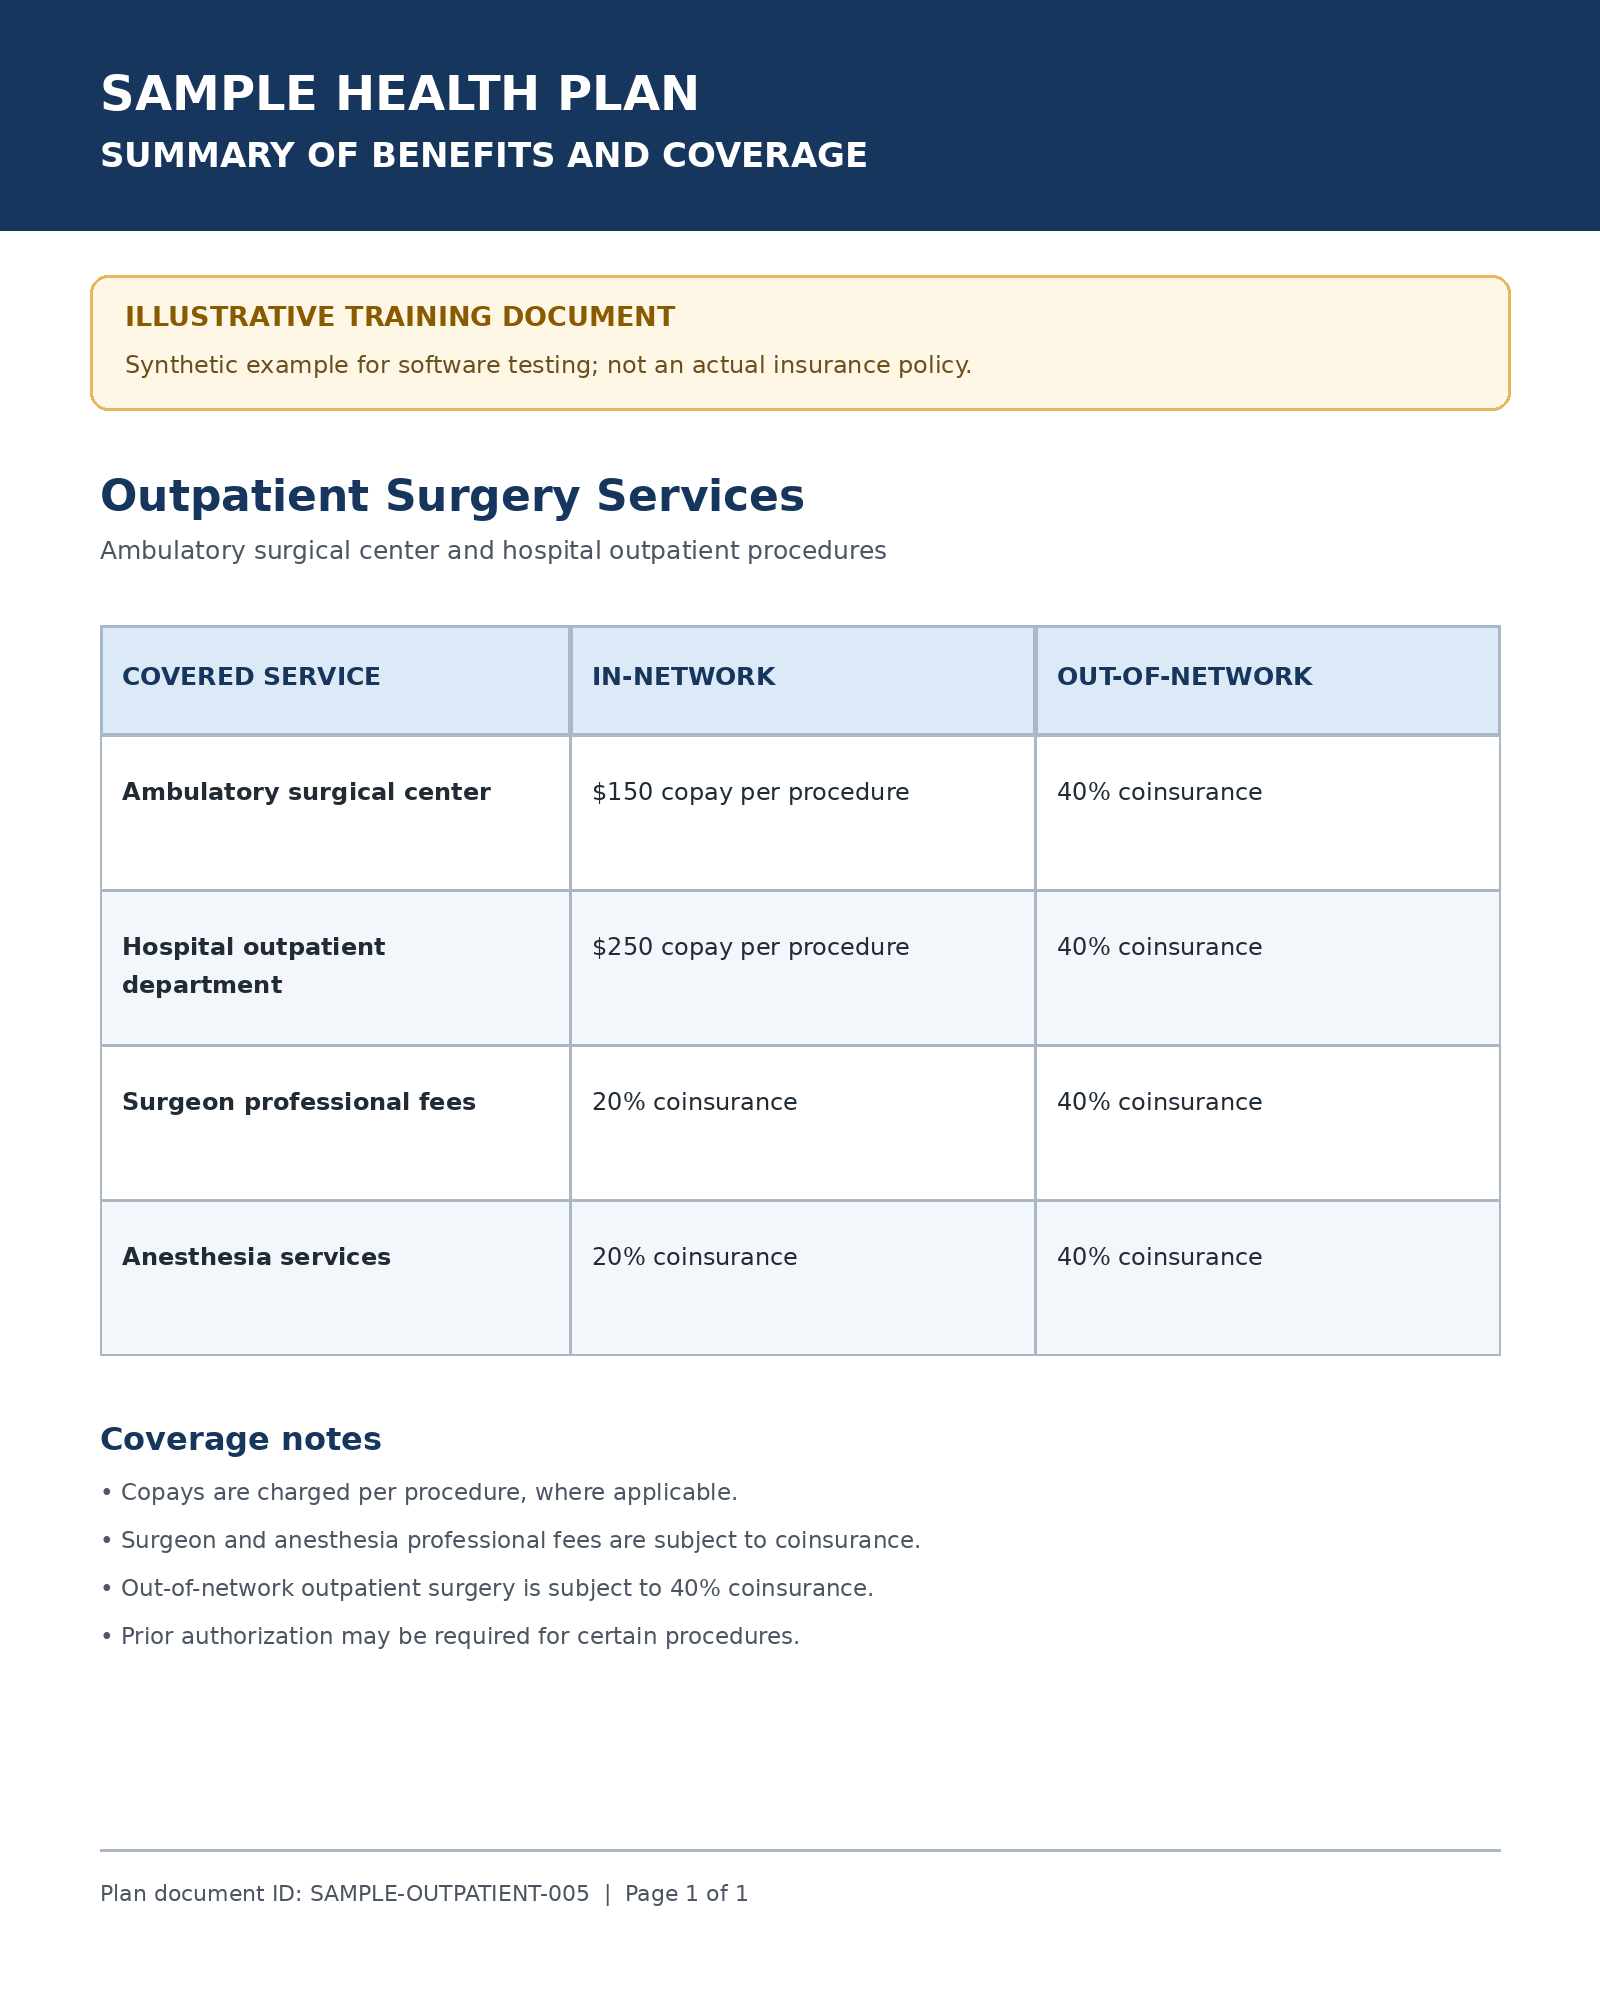 SAMPLE HEALTH PLAN
SUMMARY OF BENEFITS AND COVERAGE
ILLUSTRATIVE TRAINING DOCUMENT
Synthetic example for software testing; not an actual insurance policy.
Outpatient Surgery Services
Ambulatory surgical center and hospital outpatient procedures
COVERED SERVICE IN-NETWORK OUT-OF-NETWORK
Ambulatory surgical center $150 copay per procedure 40% coinsurance
Hospital outpatient $250 copay per procedure 40% coinsurance
department
Surgeon professional fees 20% coinsurance 40% coinsurance
Anesthesia services 20% coinsurance 40% coinsurance
Coverage notes
• Copays are charged per procedure, where applicable.
• Surgeon and anesthesia professional fees are subject to coinsurance.
• Out-of-network outpatient surgery is subject to 40% coinsurance.
• Prior authorization may be required for certain procedures.
Plan document ID: SAMPLE-OUTPATIENT-005 | Page 1 of 1